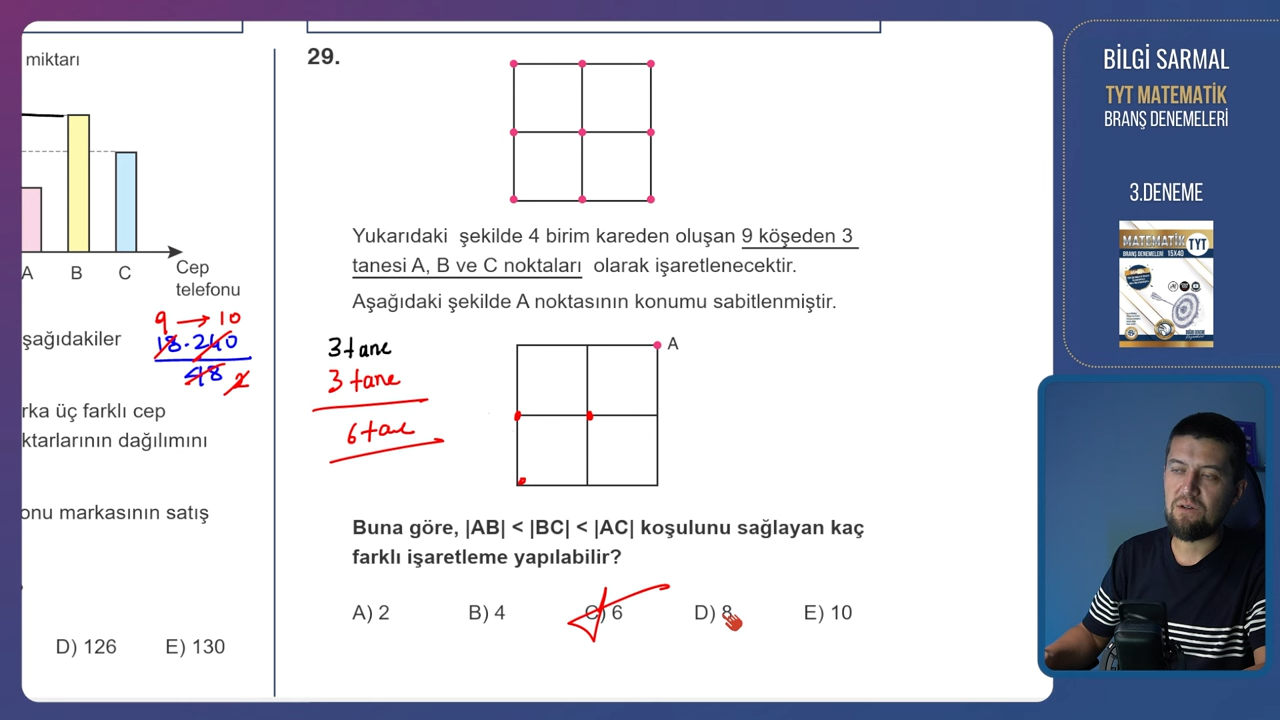 miktarı
A B C
Cep
telefonu
şağıdakiler
9 → 10
18.240
48 2
rka üç farklı cep
ktarlarının dağılımını
onu markasının satış
D) 126 E) 130
29.
Yukarıdaki şekilde 4 birim kareden oluşan 9 köşeden 3
tanesi A, B ve C noktaları olarak işaretlenecektir.
Aşağıdaki şekilde A noktasının konumu sabitlenmiştir.
3 tane
3 tane
6 tane
A
Buna göre, |AB| < |BC| < |AC| koşulunu sağlayan kaç
farklı işaretleme yapılabilir?
A) 2 B) 4 C) 6 D) 8 E) 10
BİLGİ SARMAL
TYT MATEMATİK
BRANŞ DENEMELERİ
3.DENEME
MATEMATİK TYT
BRANŞ DENEMELERİ 15X40